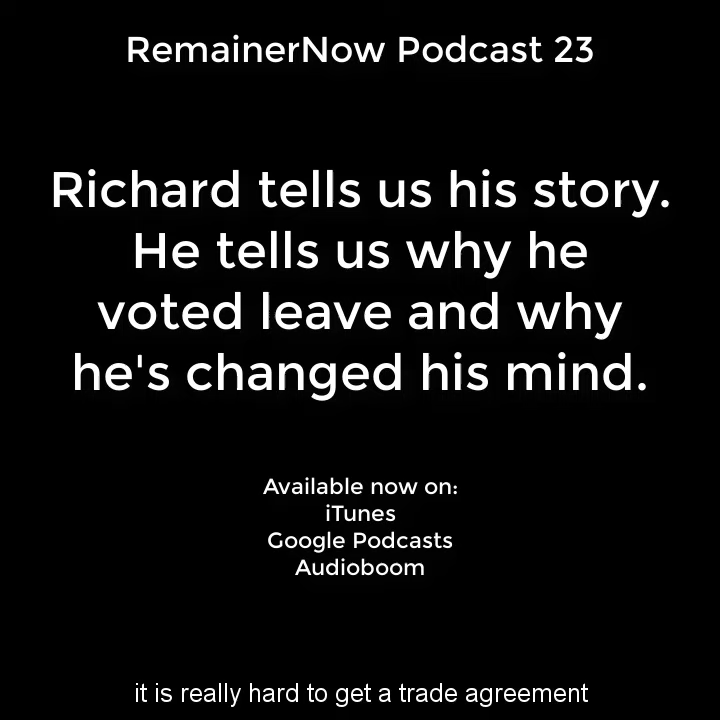 RemainerNow Podcast 23
Richard tells us his story.
He tells us why he
voted leave and why
he's changed his mind.
Available now on:
iTunes
Google Podcasts
Audioboom
it is really hard to get a trade agreement